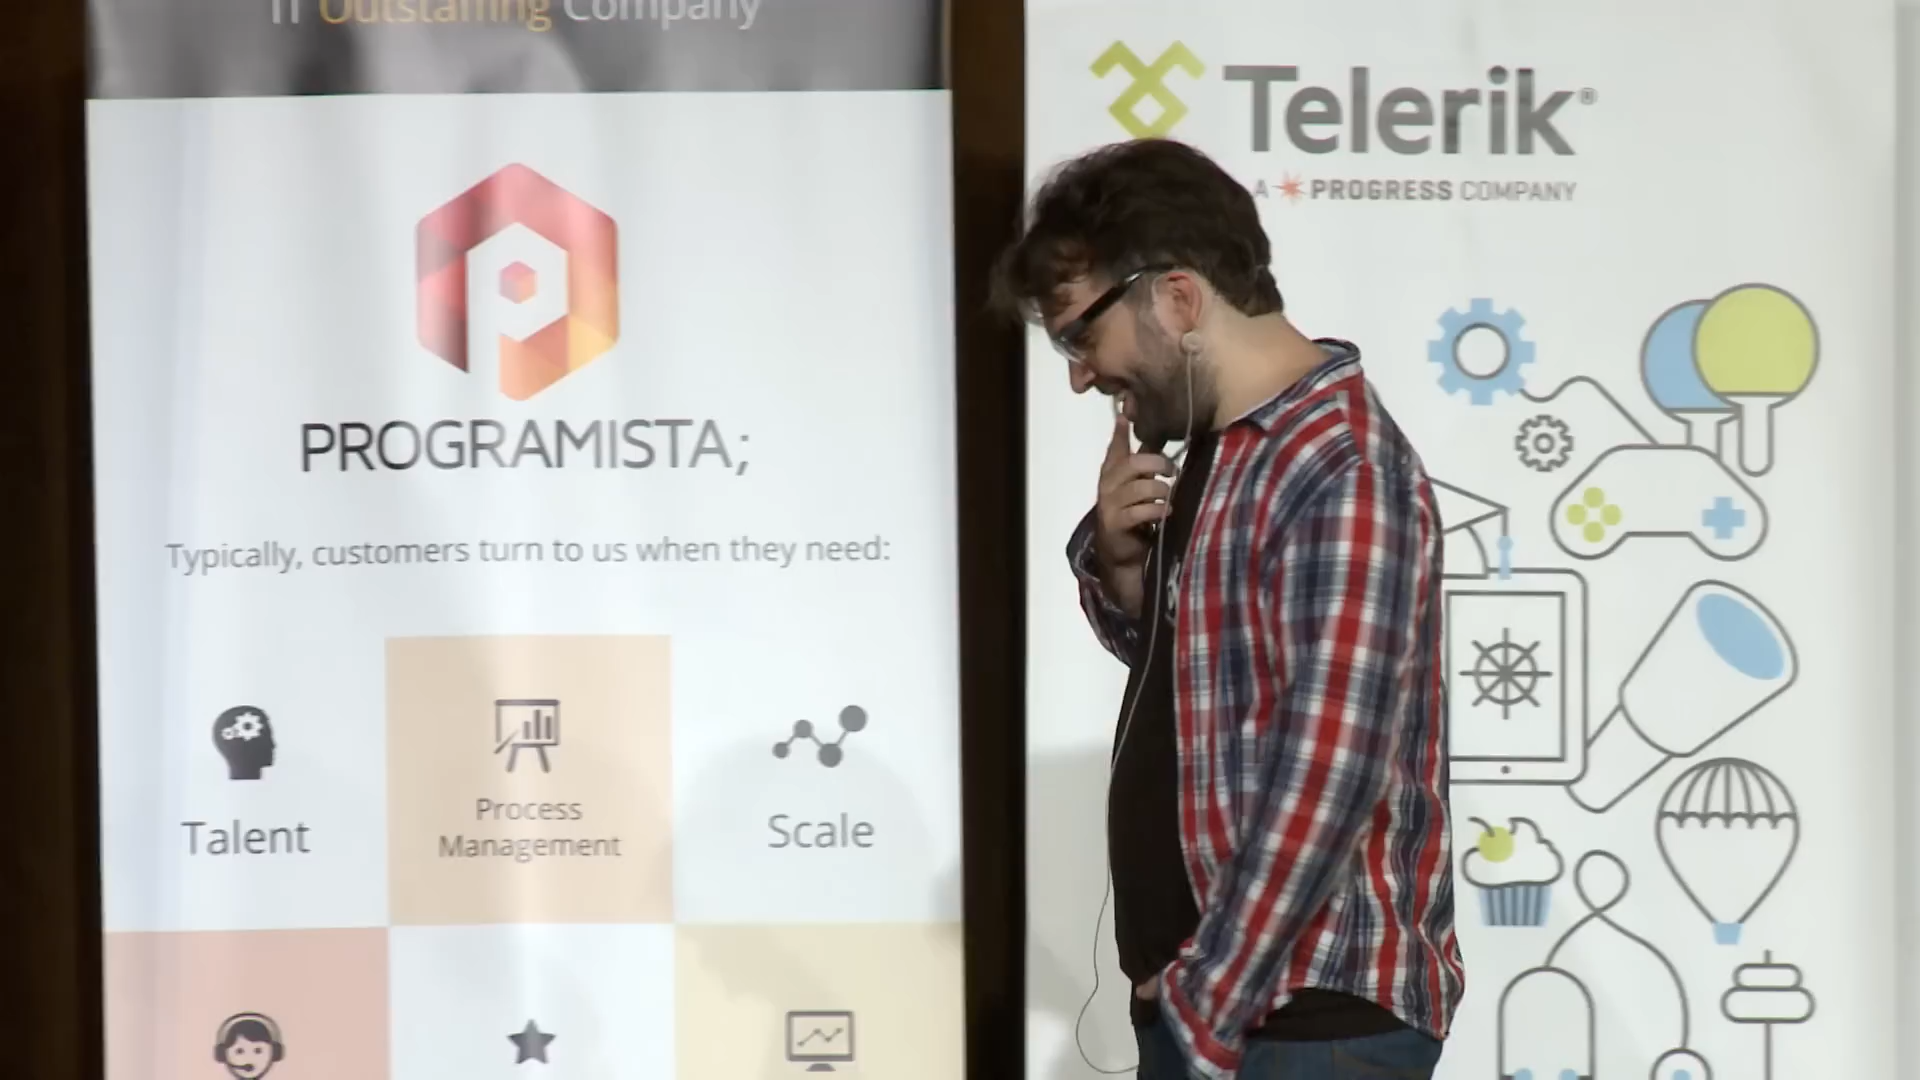 IT Outstaffing Company
PROGRAMISTA;
Typically, customers turn to us when they need:
Talent
Process
Management
Scale
Telerik®
A PROGRESS COMPANY